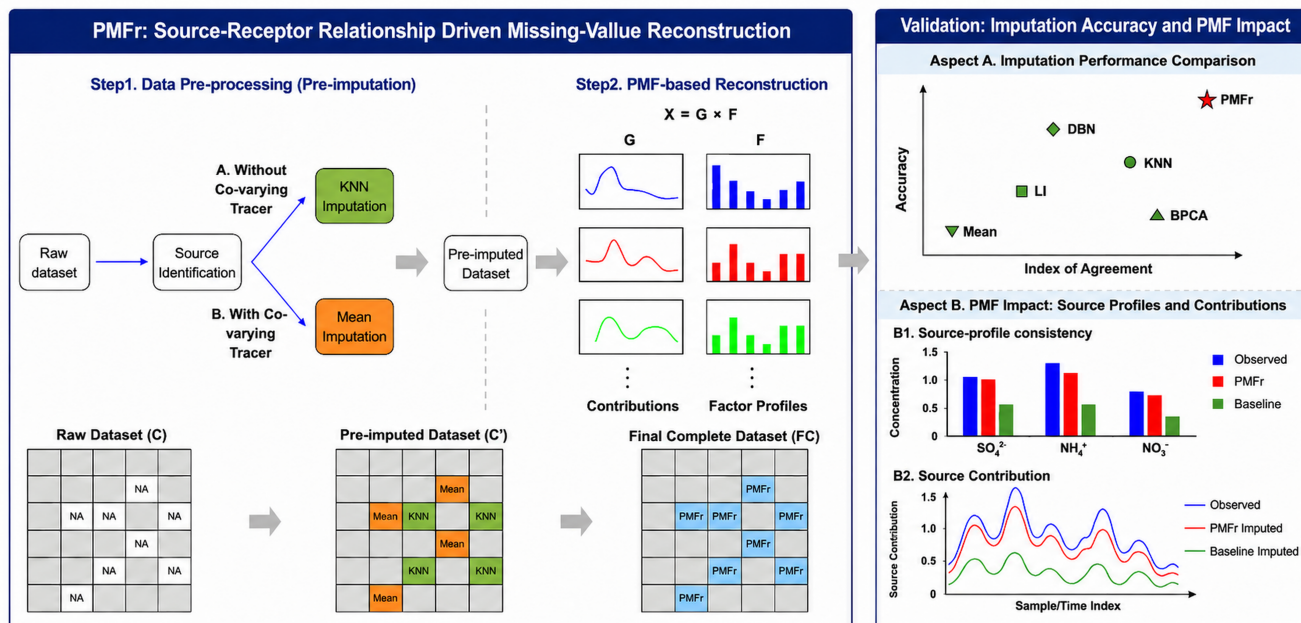 PMFr: Source-Receptor Relationship Driven Missing-Vallue Reconstruction
Step1. Data Pre-processing (Pre-imputation)
Raw
dataset
Source
Identification
A. Without
Co-varying
Tracer
KNN
Imputation
B. With Co-
varying
Tracer
Mean
Imputation
Pre-imputed
Dataset
Step2. PMF-based Reconstruction
X = G × F
G
F
Contributions
Factor Profiles
Raw Dataset (C)
NA
NA
NA
NA
NA
NA
NA
NA
Pre-imputed Dataset (C')
Mean
Mean
KNN
KNN
Mean
KNN
KNN
Mean
Final Complete Dataset (FC)
PMFr
PMFr
PMFr
PMFr
PMFr
PMFr
PMFr
PMFr
Validation: Imputation Accuracy and PMF Impact
Aspect A. Imputation Performance Comparison
Accuracy
PMFr
DBN
KNN
LI
BPCA
Mean
Index of Agreement
Aspect B. PMF Impact: Source Profiles and Contributions
B1. Source-profile consistency
Concentration
1.5
1.0
0.5
0
SO₄²⁻
NH₄⁺
NO₃⁻
Observed
PMFr
Baseline
B2. Source Contribution
Source Contribution
1.5
1.0
0.5
0
Sample/Time Index
Observed
PMFr Imputed
Baseline Imputed